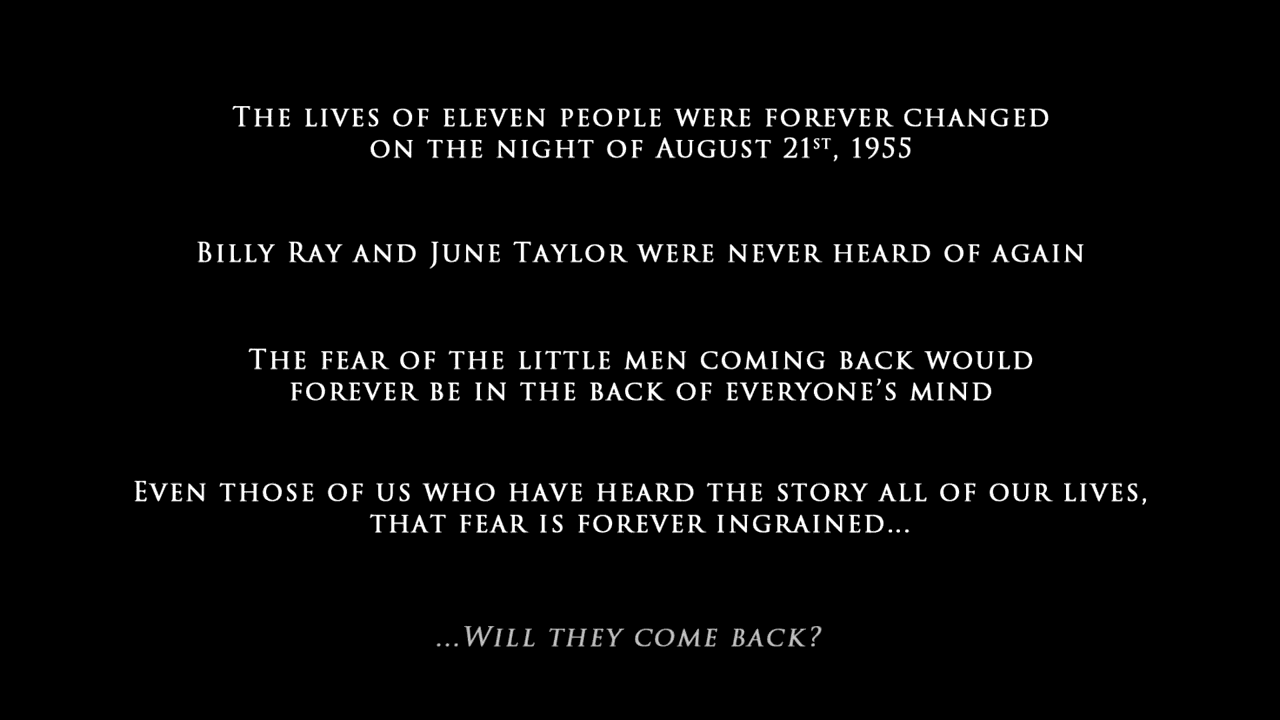 The lives of eleven people were forever changed
on the night of August 21st, 1955
Billy Ray and June Taylor were never heard of again
The fear of the little men coming back would
forever be in the back of everyone’s mind
Even those of us who have heard the story all of our lives,
that fear is forever ingrained...
...Will they come back?